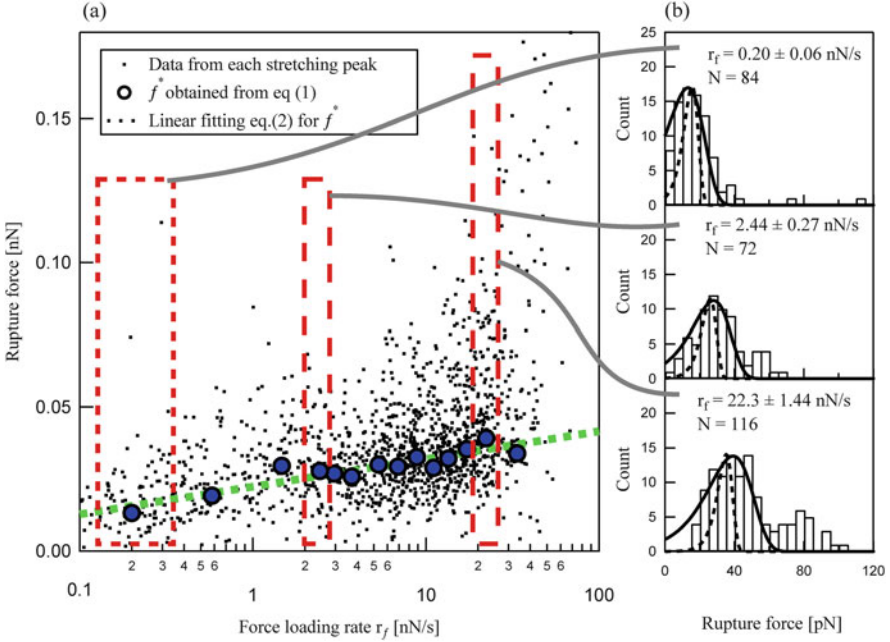 (a)
Data from each stretching peak
f* obtained from eq (1)
Linear fitting eq.(2) for f*
Rupture force [nN]
0.15
0.10
0.05
0.00
0.1 2 3 4 5 6 1 2 3 4 5 6 10 2 3 4 5 6 100
Force loading rate r_f [nN/s]
(b)
Count
25
20
15
10
5
0
r_f = 0.20 ± 0.06 nN/s
N = 84
Count
20
15
10
5
0
r_f = 2.44 ± 0.27 nN/s
N = 72
Count
20
15
10
5
0
r_f = 22.3 ± 1.44 nN/s
N = 116
0 40 80 120
Rupture force [pN]